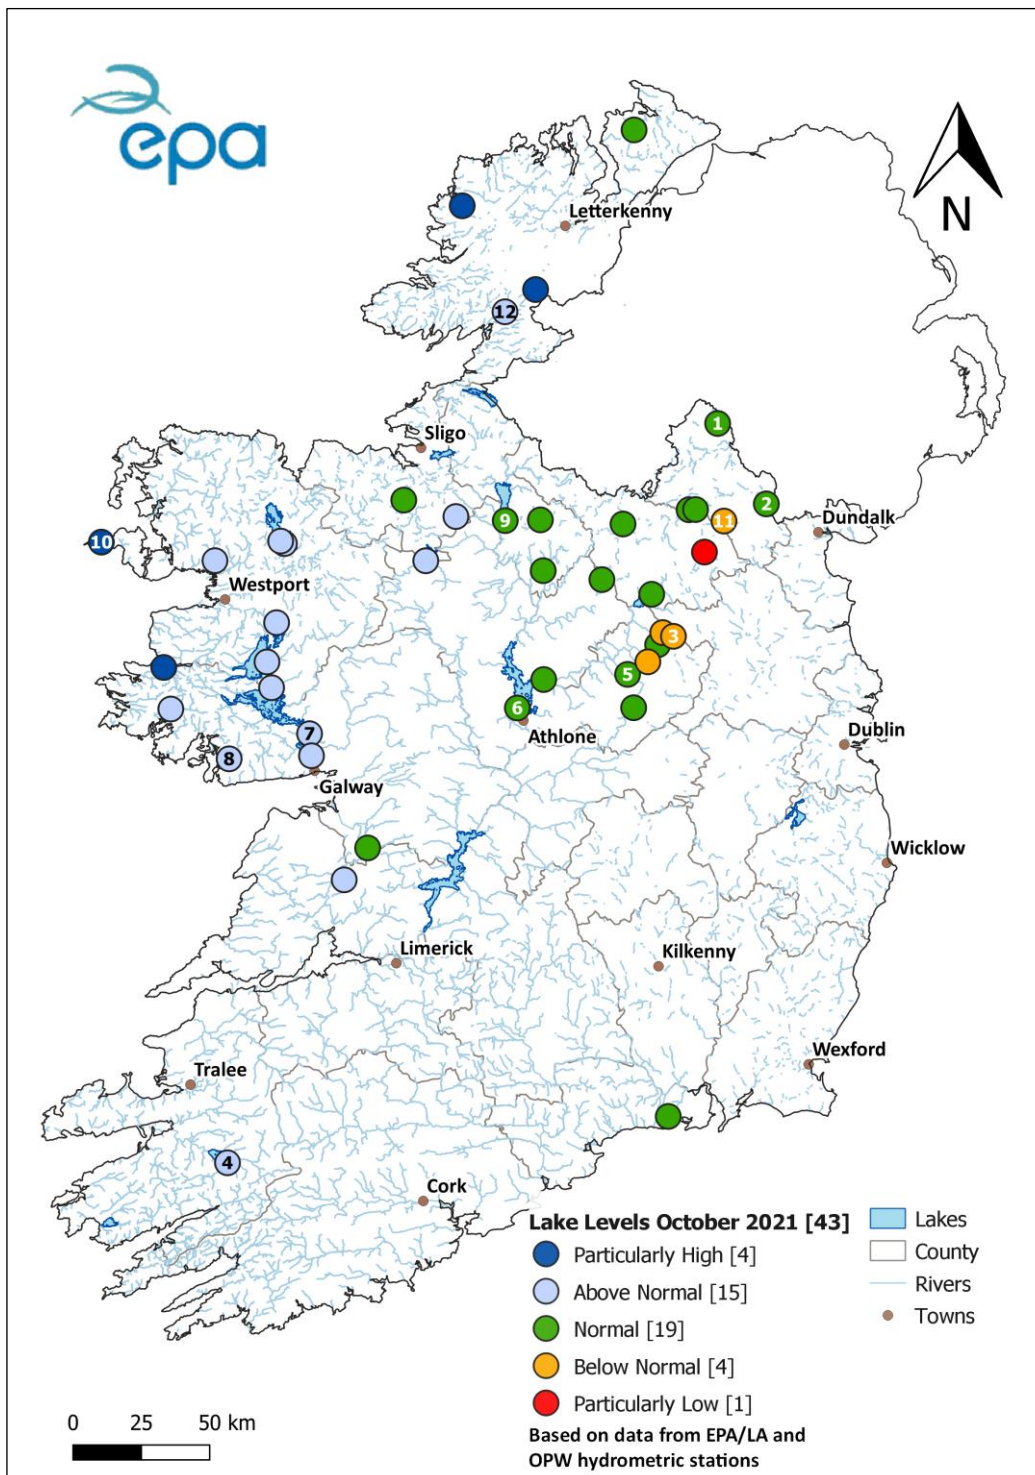 epa
N
Letterkenny
12
Sligo
1
2
9
11
Dundalk
10
Westport
3
5
6
Athlone
7
8
Galway
Dublin
Wicklow
Limerick
Kilkenny
Wexford
Tralee
4
Cork
Lake Levels October 2021 [43]
Particularly High [4]
Above Normal [15]
Normal [19]
Below Normal [4]
Particularly Low [1]
Based on data from EPA/LA and
OPW hydrometric stations
Lakes
County
Rivers
Towns
0 25 50 km